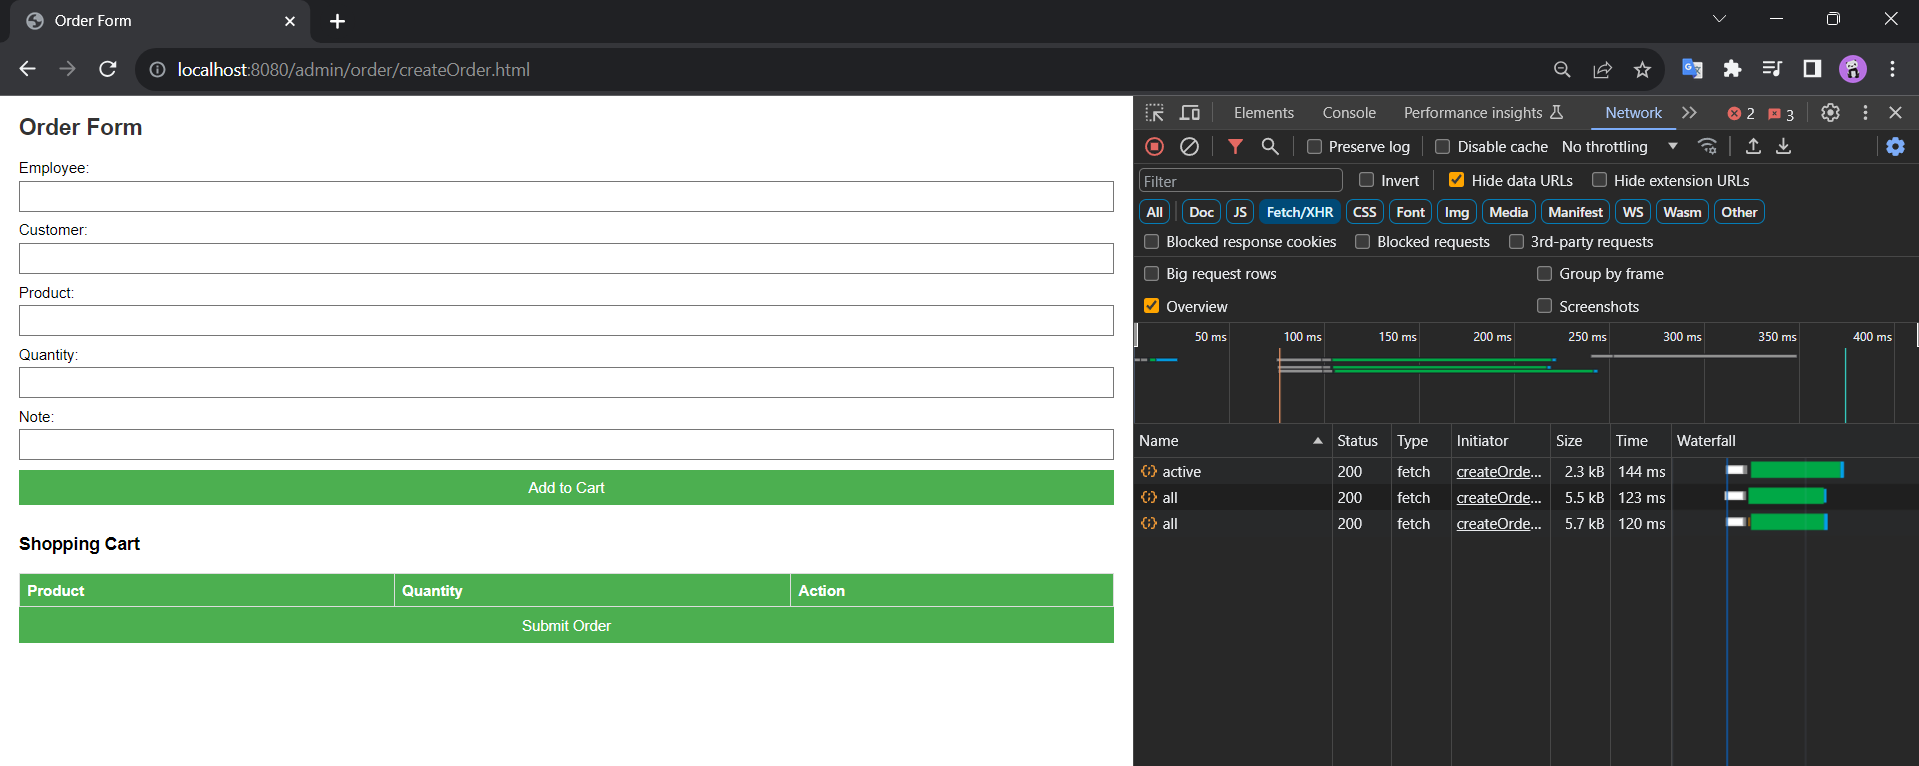 Order Form
localhost:8080/admin/order/createOrder.html
Order Form
Employee:
Customer:
Product:
Quantity:
Note:
Add to Cart
Shopping Cart
Product Quantity Action
Submit Order
Elements Console Performance insights Network 2 3
Preserve log Disable cache No throttling
Filter Invert Hide data URLs Hide extension URLs
All Doc JS Fetch/XHR CSS Font Img Media Manifest WS Wasm Other
Blocked response cookies Blocked requests 3rd-party requests
Big request rows Group by frame
Overview Screenshots
50 ms 100 ms 150 ms 200 ms 250 ms 300 ms 350 ms 400 ms
Name Status Type Initiator Size Time Waterfall
active 200 fetch createOrde... 2.3 kB 144 ms
all 200 fetch createOrde... 5.5 kB 123 ms
all 200 fetch createOrde... 5.7 kB 120 ms